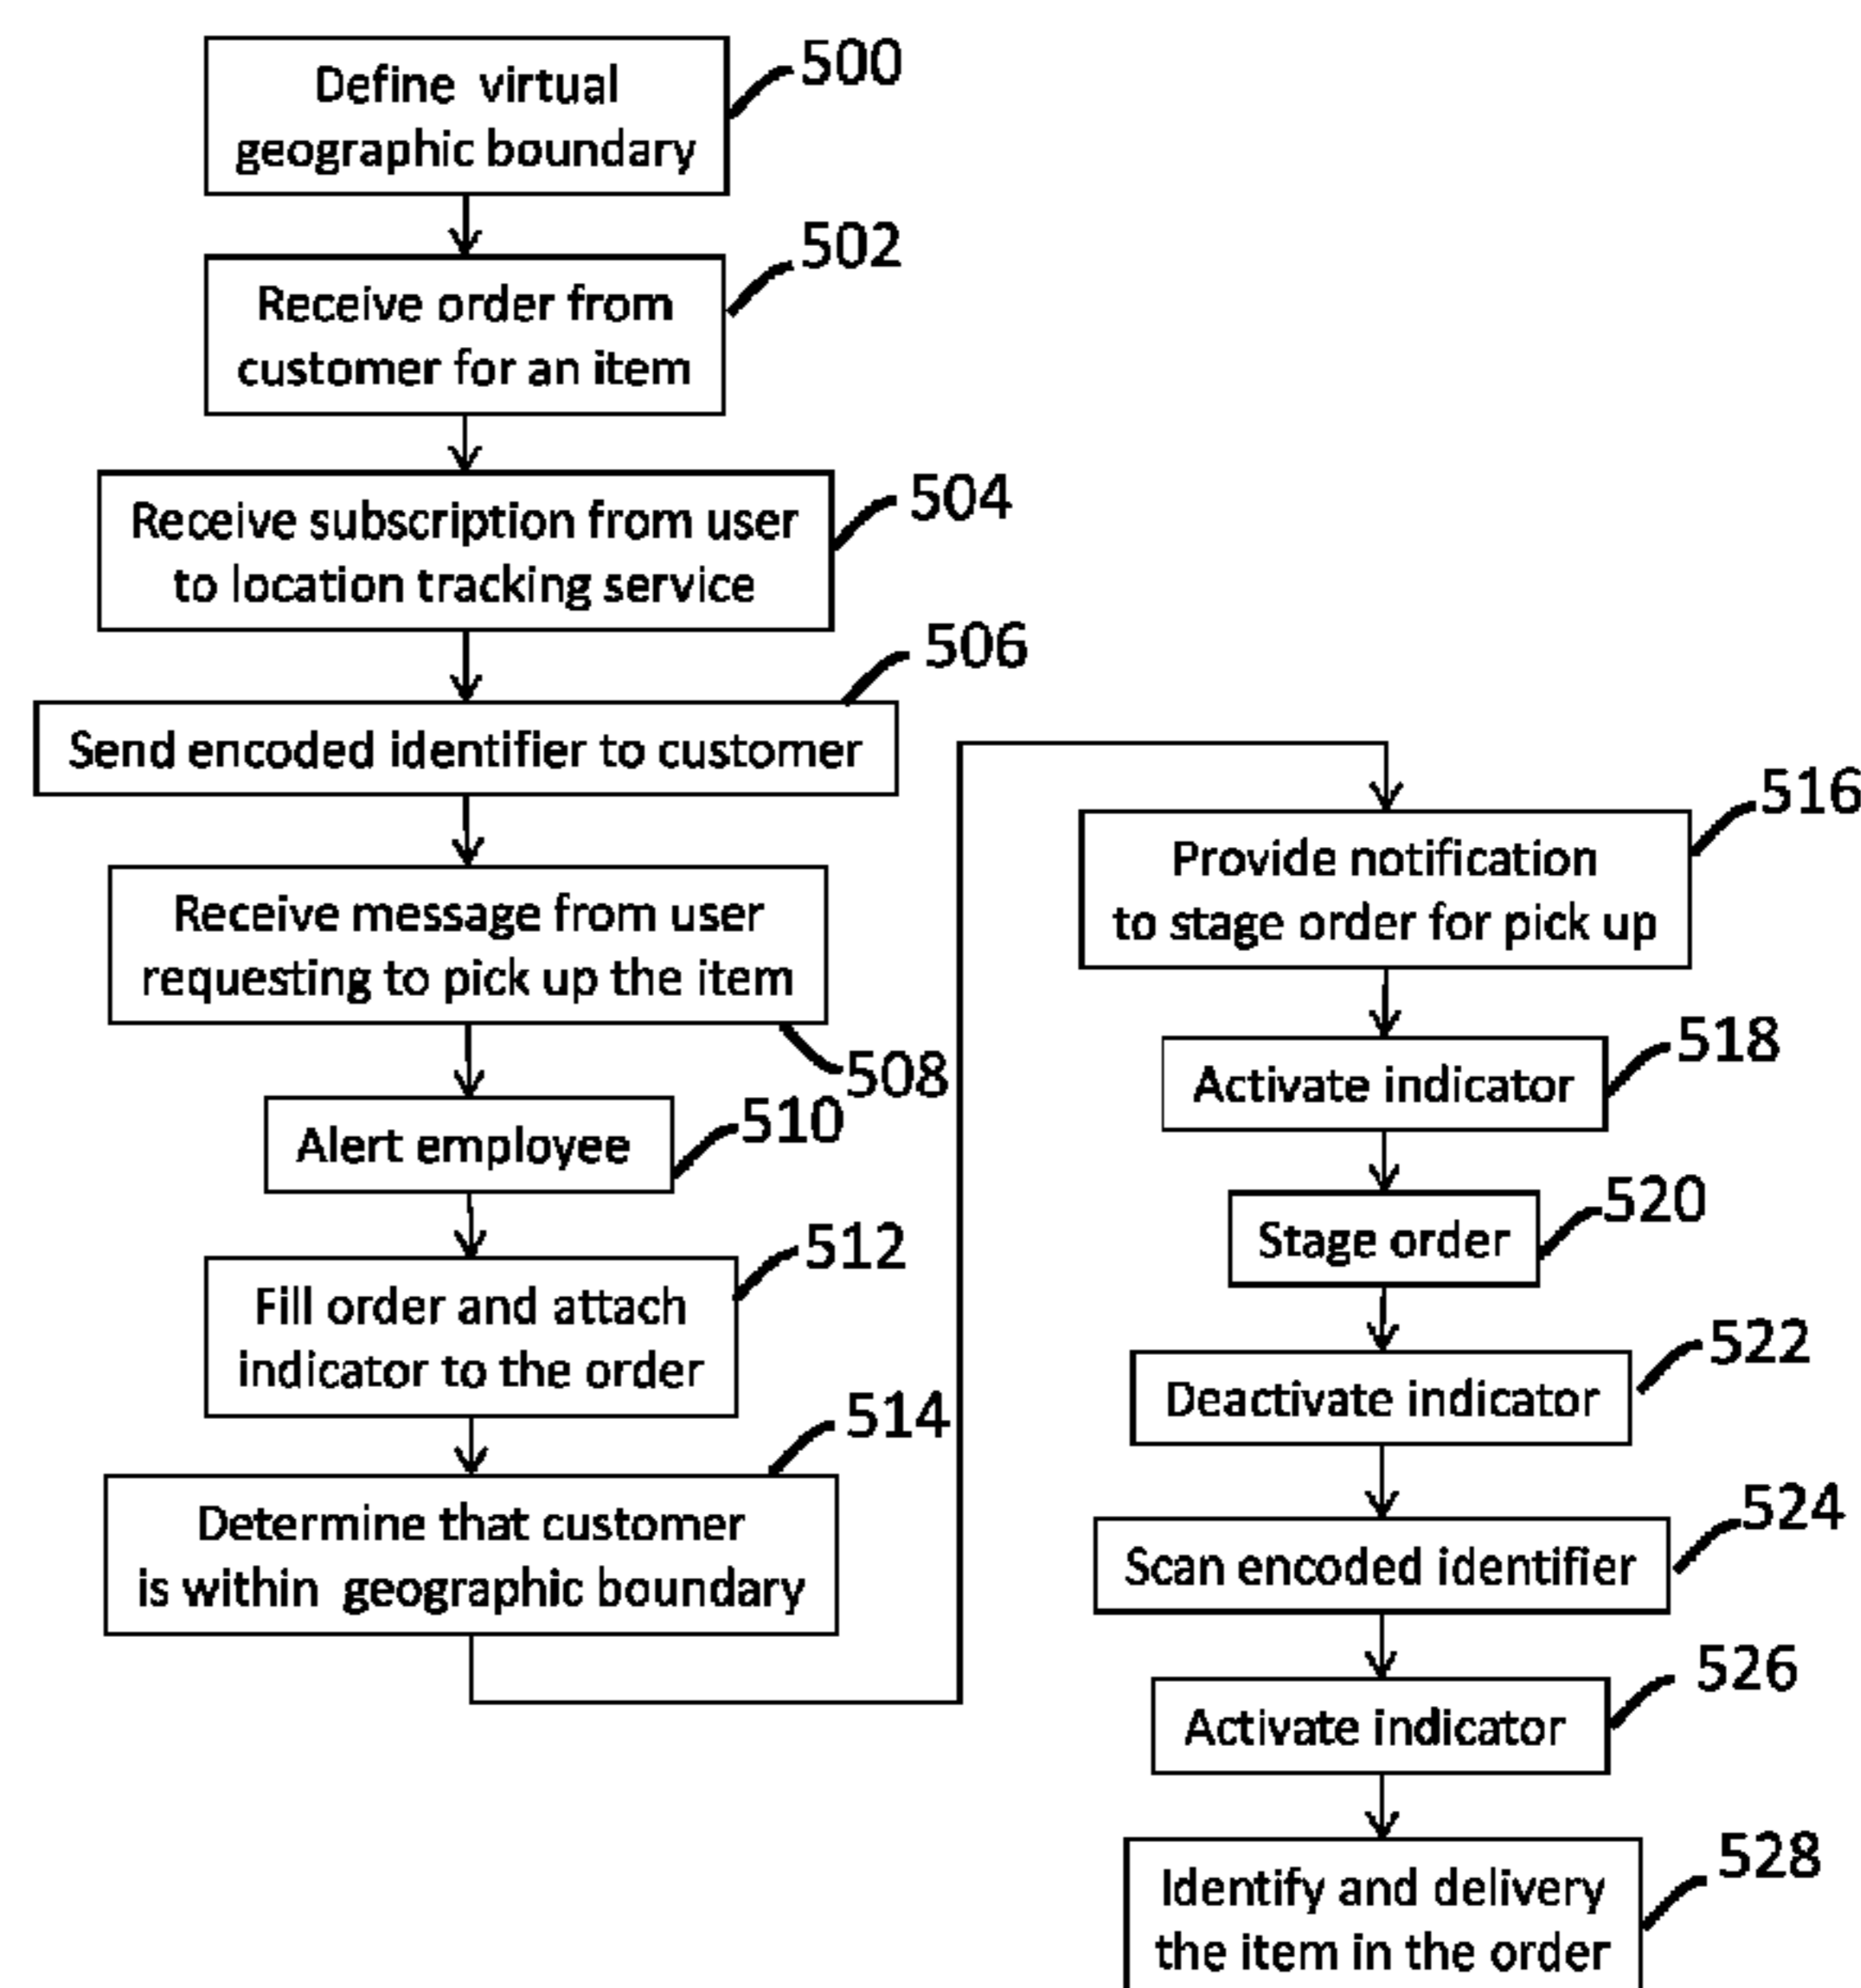 Define virtual
geographic boundary
500
Receive order from
customer for an item
502
Receive subscription from user
to location tracking service
504
Send encoded identifier to customer
506
Receive message from user
requesting to pick up the item
508
Alert employee
510
Fill order and attach
indicator to the order
512
Determine that customer
is within geographic boundary
514
Provide notification
to stage order for pick up
516
Activate indicator
518
Stage order
520
Deactivate indicator
522
Scan encoded identifier
524
Activate indicator
526
Identify and delivery
the item in the order
528